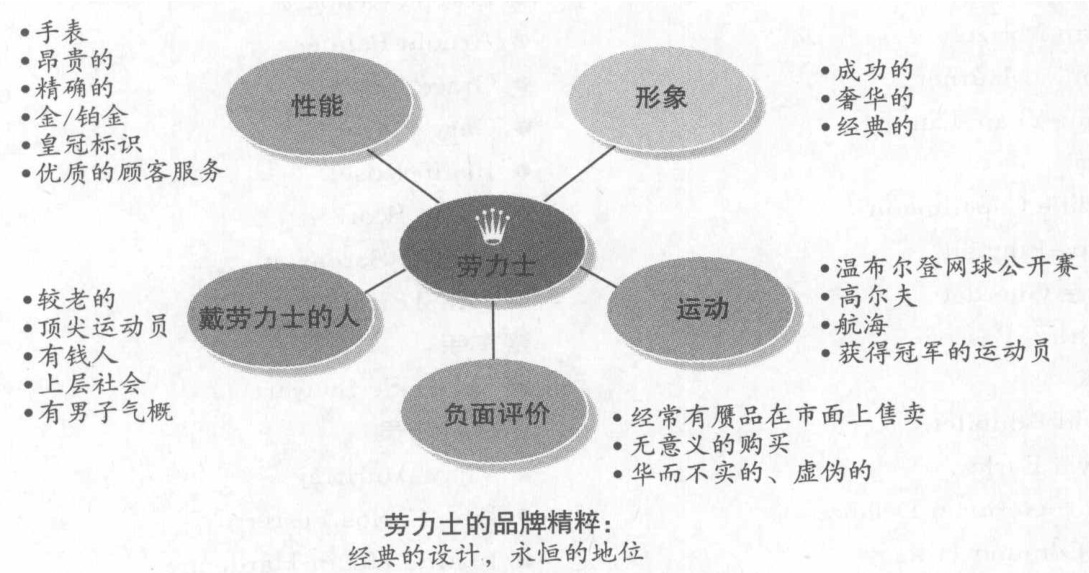 • 手表
• 昂贵的
• 精确的
• 金/铂金
• 皇冠标识
• 优质的顾客服务
性能
形象
• 成功的
• 奢华的
• 经典的
劳力士
• 较老的
• 顶尖运动员
• 有钱人
• 上层社会
• 有男子气概
戴劳力士的人
运动
• 温布尔登网球公开赛
• 高尔夫
• 航海
• 获得冠军的运动员
负面评价
• 经常有赝品在市面上售卖
• 无意义的购买
• 华而不实的、虚伪的
劳力士的品牌精粹：
经典的设计，永恒的地位